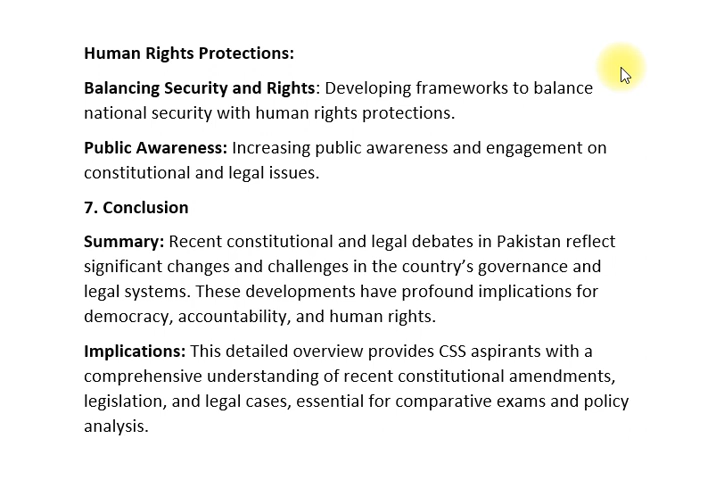 Human Rights Protections:
Balancing Security and Rights: Developing frameworks to balance
national security with human rights protections.
Public Awareness: Increasing public awareness and engagement on
constitutional and legal issues.
7. Conclusion
Summary: Recent constitutional and legal debates in Pakistan reflect
significant changes and challenges in the country’s governance and
legal systems. These developments have profound implications for
democracy, accountability, and human rights.
Implications: This detailed overview provides CSS aspirants with a
comprehensive understanding of recent constitutional amendments,
legislation, and legal cases, essential for comparative exams and policy
analysis.